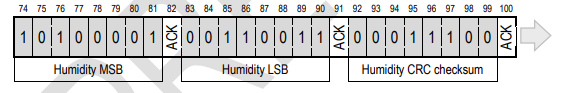 74 75 76 77 78 79 80 81 82 83 84 85 86 87 88 89 90 91 92 93 94 95 96 97 98 99 100
1 0 1 0 0 0 0 1 ACK 0 0 1 1 0 0 1 1 ACK 0 0 0 1 1 1 0 0 ACK
Humidity MSB Humidity LSB Humidity CRC checksum